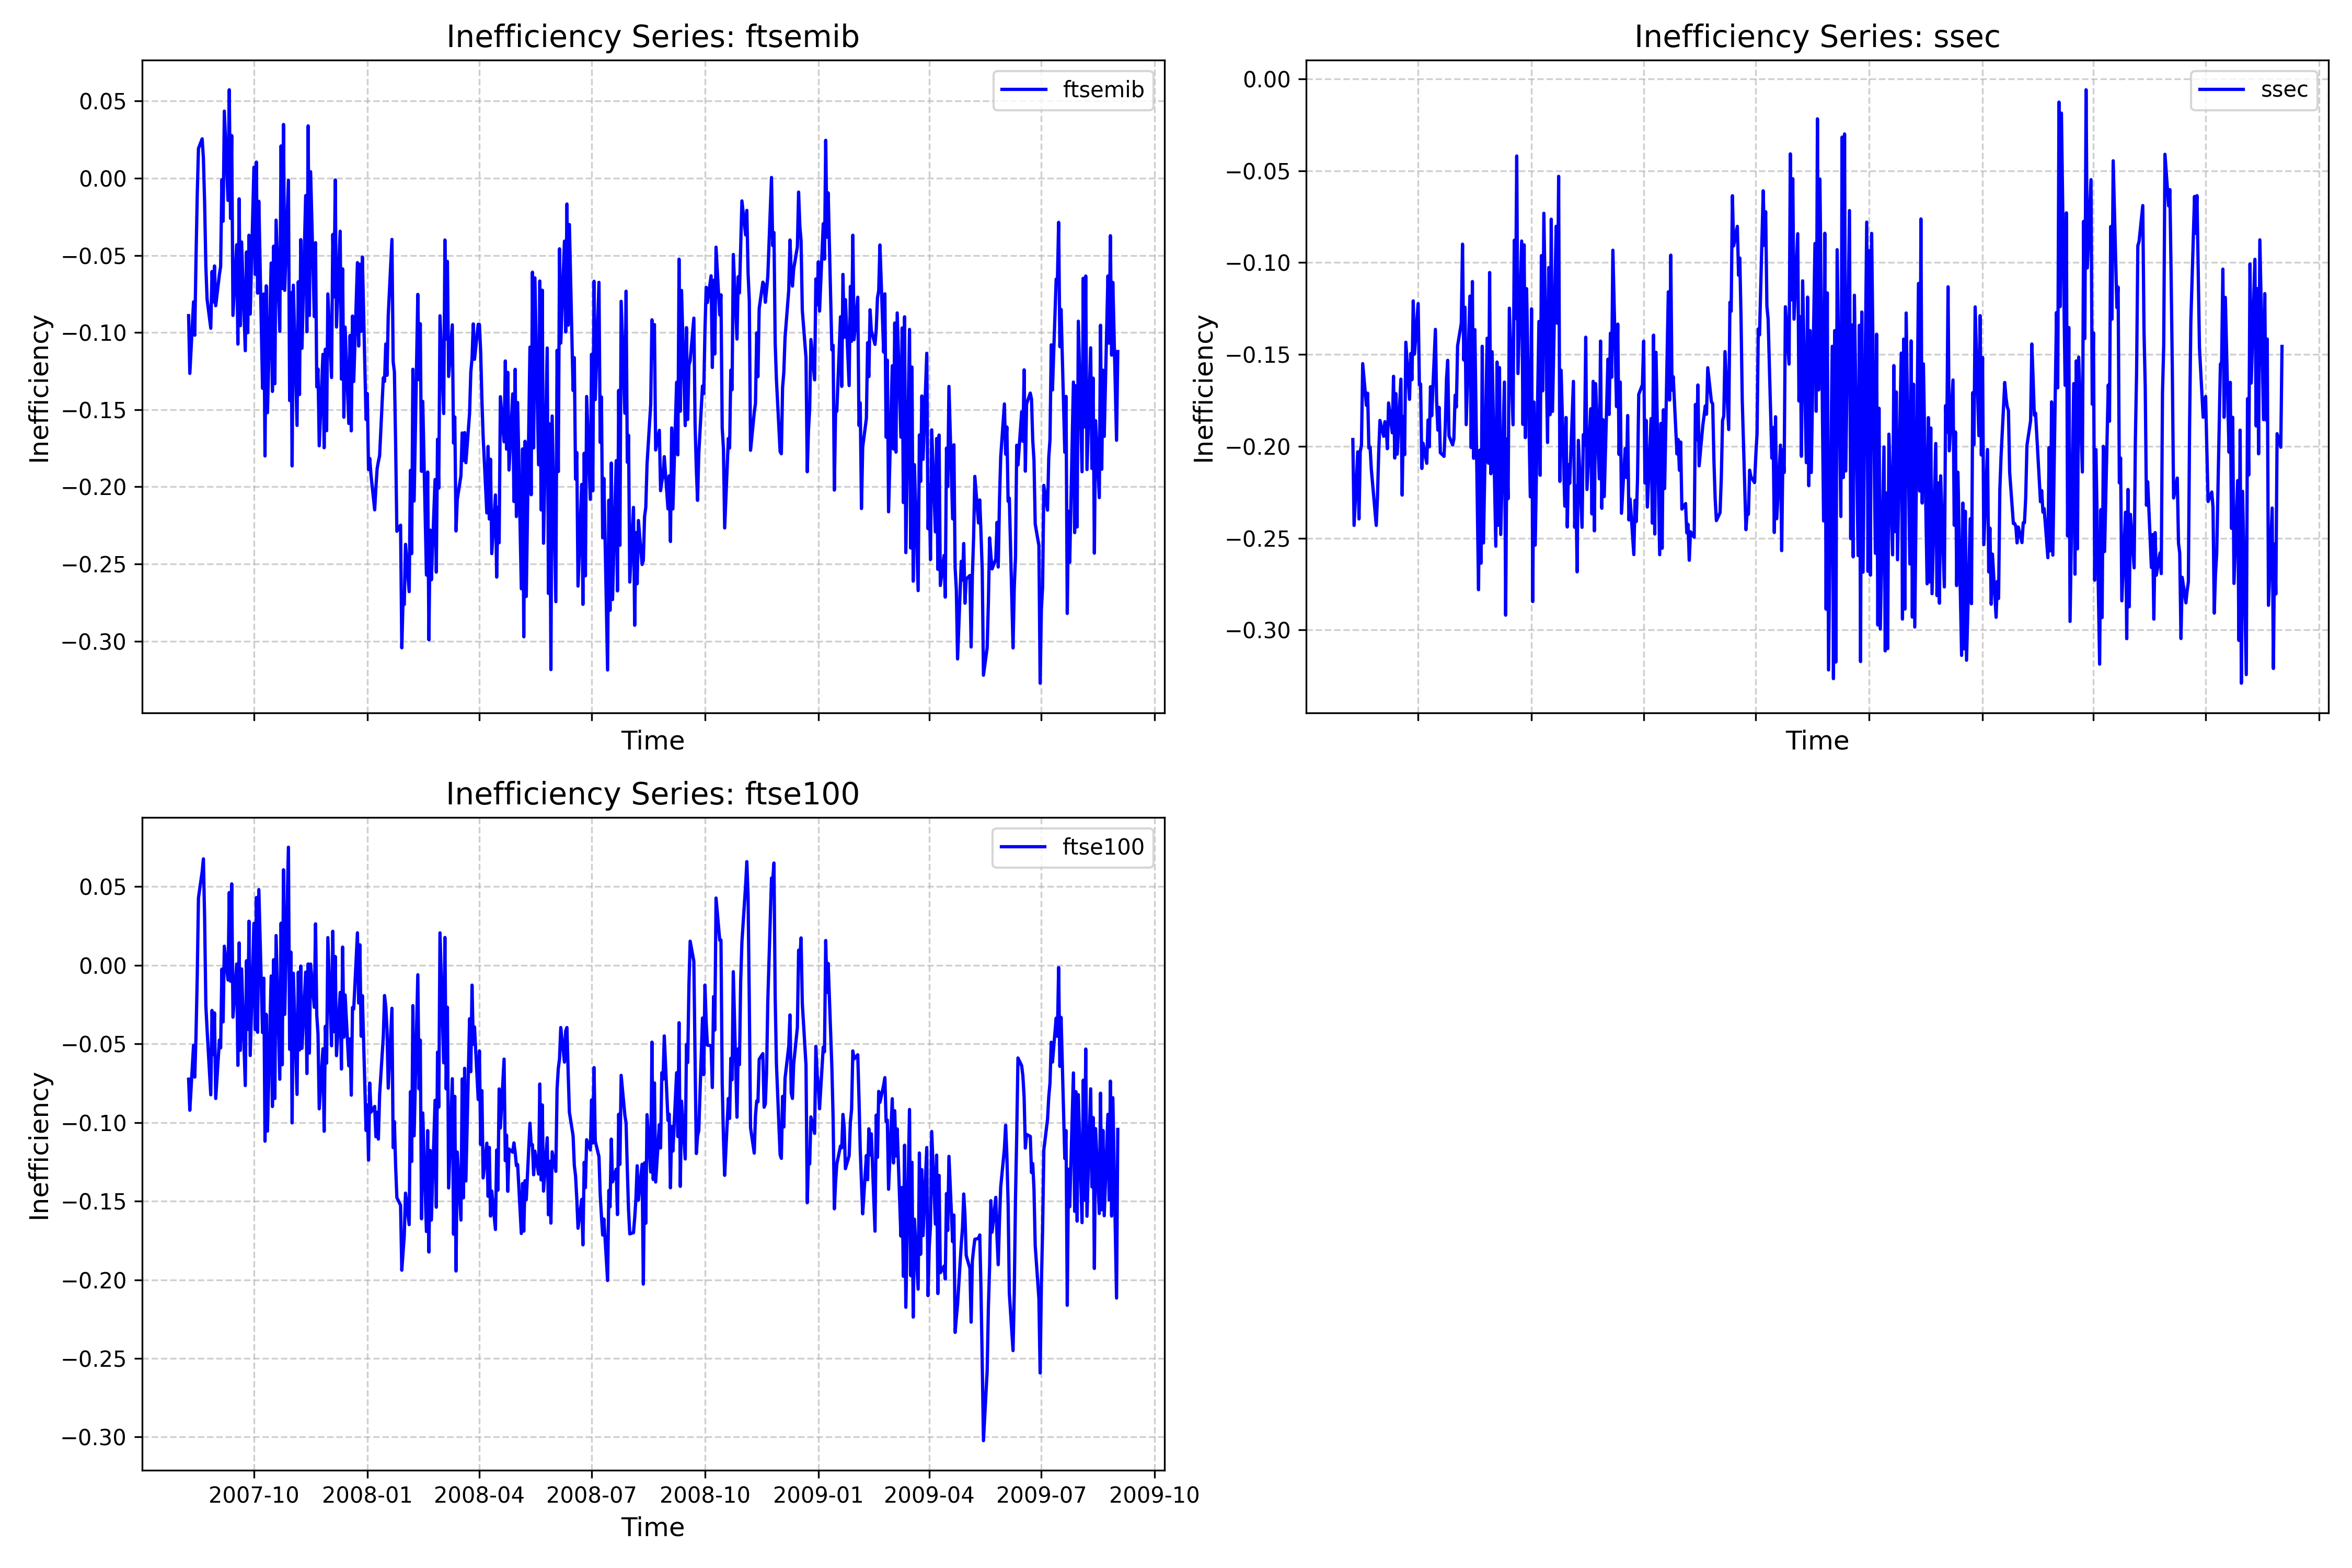 Inefficiency Series: ftsemib
ftsemib
0.05
0.00
−0.05
−0.10
−0.15
−0.20
−0.25
−0.30
Inefficiency
Time
Inefficiency Series: ssec
ssec
0.00
−0.05
−0.10
−0.15
−0.20
−0.25
−0.30
Inefficiency
Time
Inefficiency Series: ftse100
ftse100
0.05
0.00
−0.05
−0.10
−0.15
−0.20
−0.25
−0.30
Inefficiency
2007-10 2008-01 2008-04 2008-07 2008-10 2009-01 2009-04 2009-07 2009-10
Time